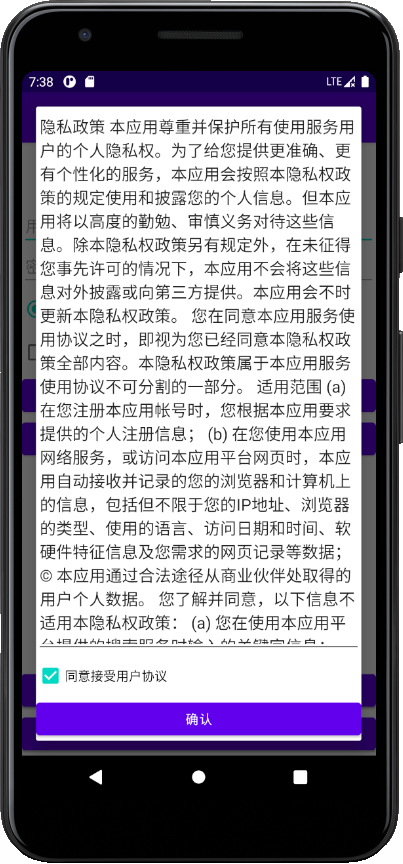 7:38
LTE
隐私政策 本应用尊重并保护所有使用服务用
户的个人隐私权。为了给您提供更准确、更
有个性化的服务，本应用会按照本隐私权政
策的规定使用和披露您的个人信息。但本应
用将以高度的勤勉、审慎义务对待这些信
息。除本隐私权政策另有规定外，在未征得
您事先许可的情况下，本应用不会将这些信
息对外披露或向第三方提供。本应用会不时
更新本隐私权政策。 您在同意本应用服务使
用协议之时，即视为您已经同意本隐私权政
策全部内容。本隐私权政策属于本应用服务
使用协议不可分割的一部分。 适用范围 (a)
在您注册本应用帐号时，您根据本应用要求
提供的个人注册信息； (b) 在您使用本应用
网络服务，或访问本应用平台网页时，本应
用自动接收并记录的您的浏览器和计算机上
的信息，包括但不限于您的IP地址、浏览器
的类型、使用的语言、访问日期和时间、软
硬件特征信息及您需求的网页记录等数据；
© 本应用通过合法途径从商业伙伴处取得的
用户个人数据。 您了解并同意，以下信息不
适用本隐私权政策： (a) 您在使用本应用平
台提供的搜索服务时输入的关键字信息；
同意接受用户协议
确认